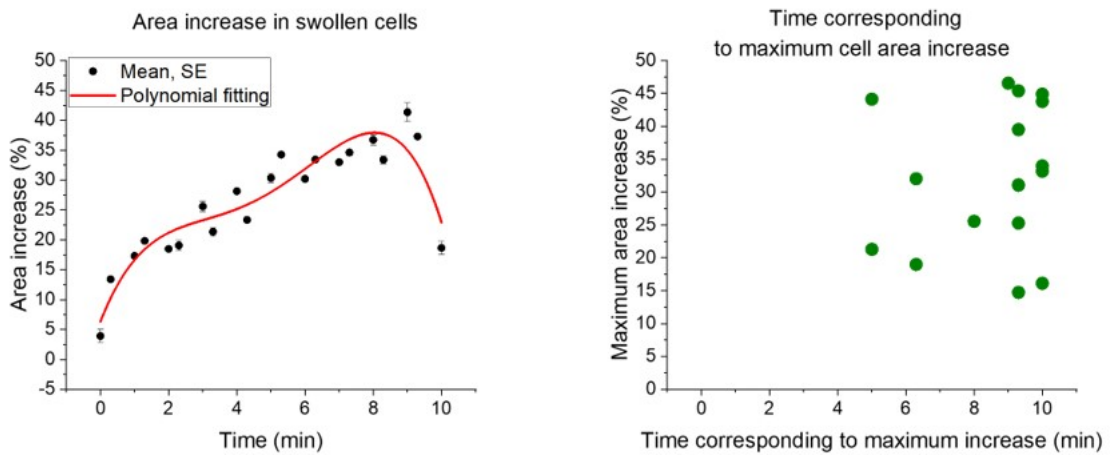 Area increase in swollen cells
50
45
40
35
30
25
20
15
10
5
0
-5
Area increase (%)
Mean, SE
Polynomial fitting
0 2 4 6 8 10
Time (min)
Time corresponding
to maximum cell area increase
50
45
40
35
30
25
20
15
10
5
0
Maximum area increase (%)
0 2 4 6 8 10
Time corresponding to maximum increase (min)